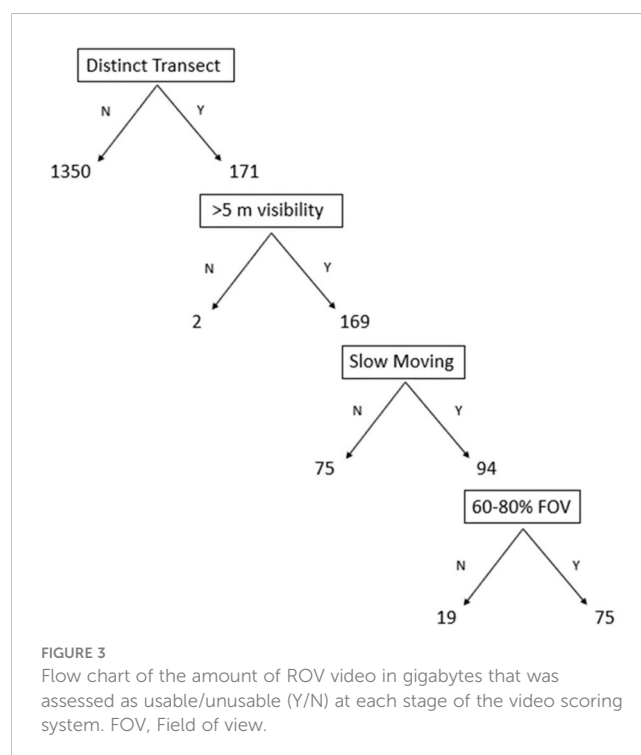 Distinct Transect
N Y
1350 171
>5 m visibility
N Y
2 169
Slow Moving
N Y
75 94
60-80% FOV
N Y
19 75
FIGURE 3
Flow chart of the amount of ROV video in gigabytes that was
assessed as usable/unusable (Y/N) at each stage of the video scoring
system. FOV, Field of view.